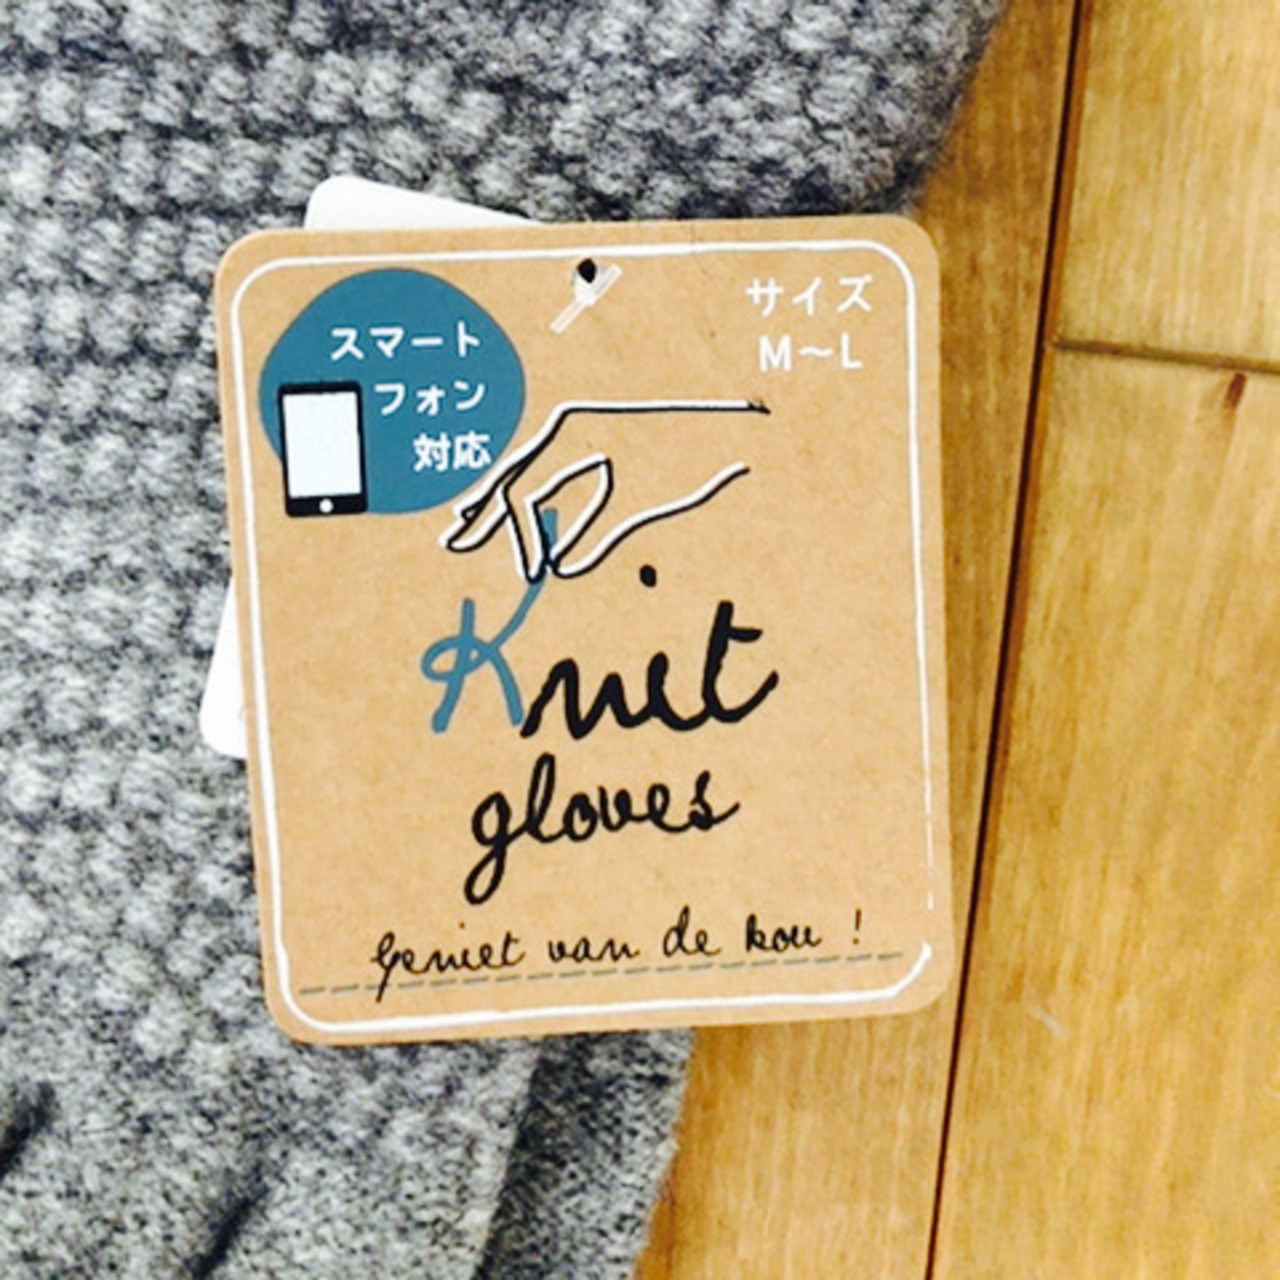 スマート
フォン
対応
サイズ
M～L
Knit
gloves
Geniet van de kou !